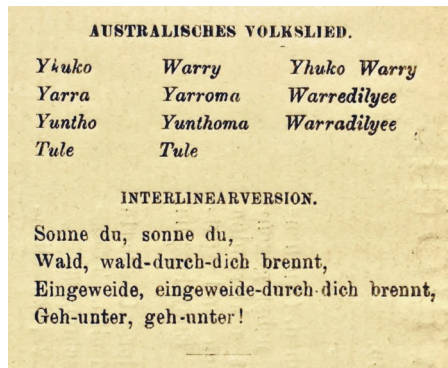 AUSTRALISCHES VOLKSLIED.
Yhuko Warry Yhuko Warry
Yarra Yarroma Warredilyee
Yuntho Yunthoma Warradilyee
Tule Tule
INTERLINEARVERSION.
Sonne du, sonne du,
Wald, wald-durch-dich brennt,
Eingeweide, eingeweide-durch-dich brennt,
Geh-unter, geh-unter!